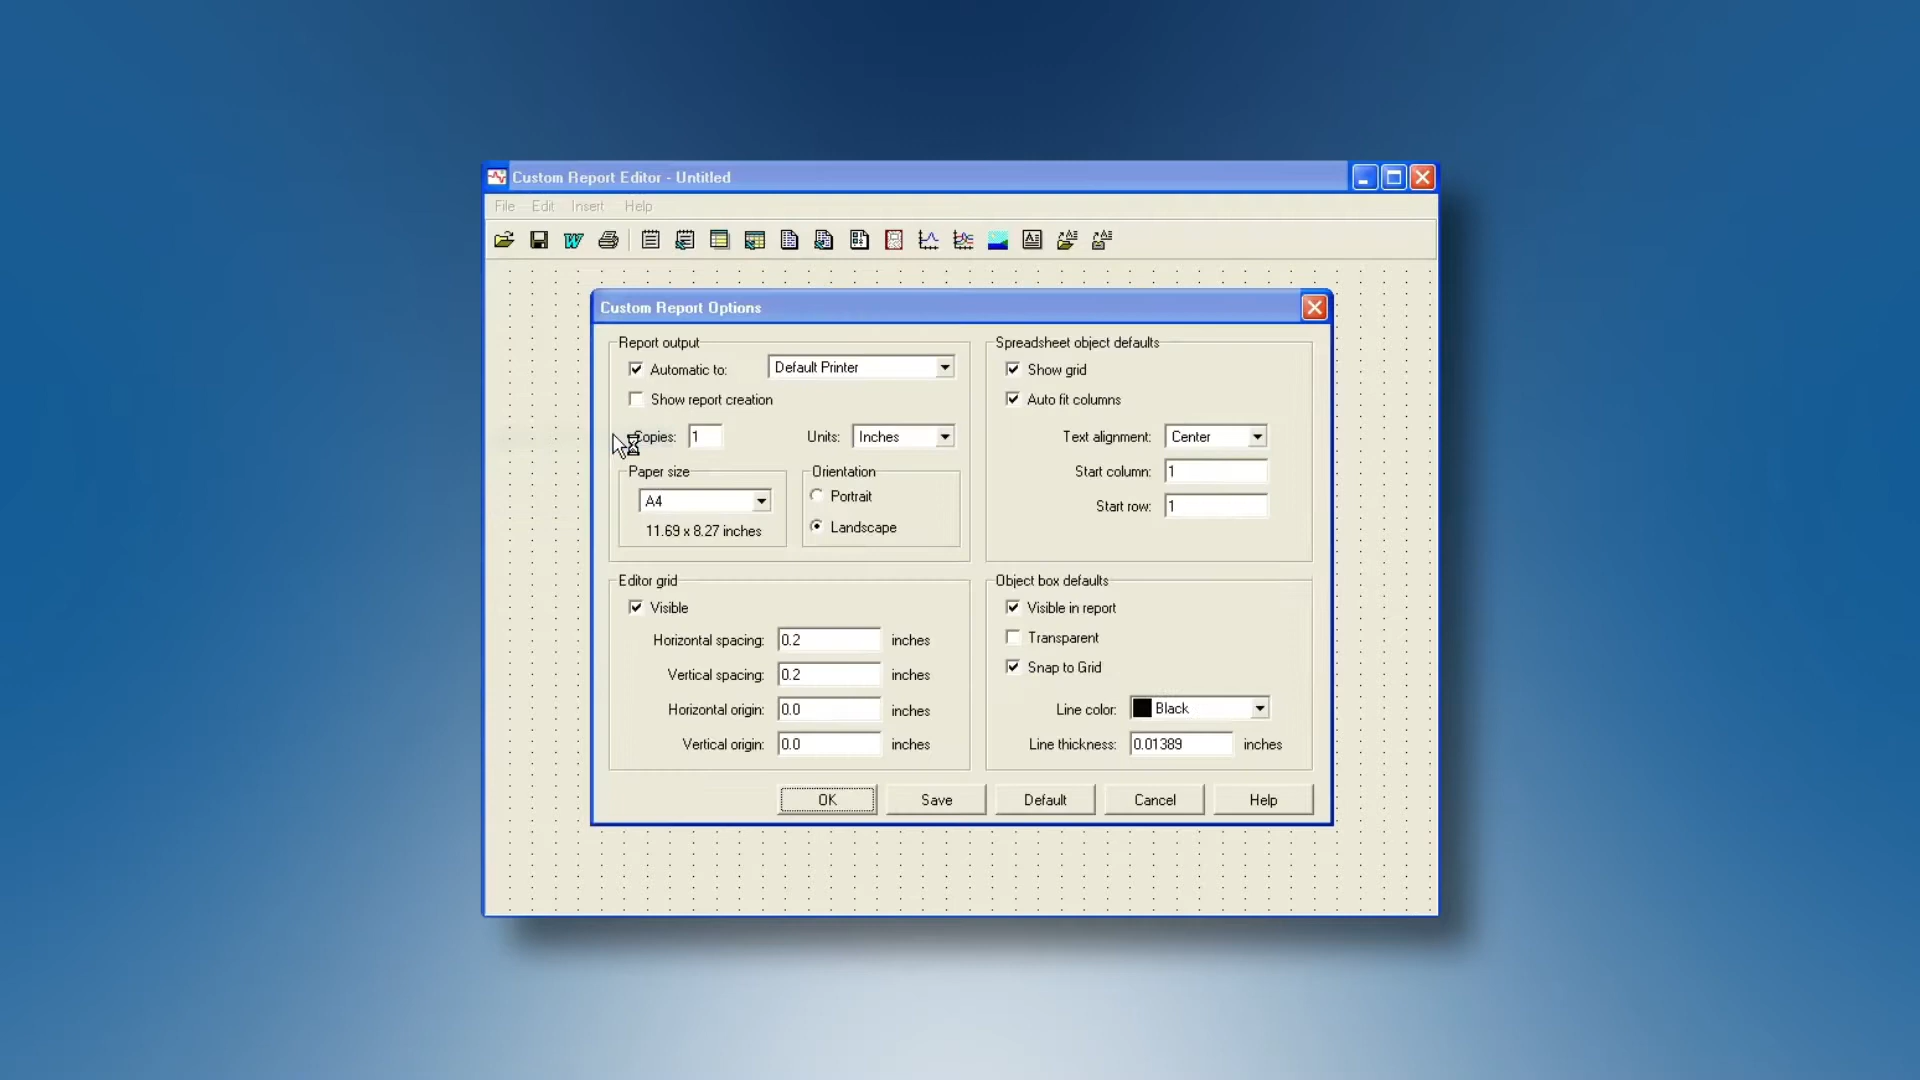 Custom Report Editor - Untitled
File Edit Insert Help
W
Custom Report Options
Report output
Automatic to: Default Printer
Show report creation
Copies: 1 Units: Inches
Paper size
A4
11.69 x 8.27 inches
Orientation
Portrait
Landscape
Spreadsheet object defaults
Show grid
Auto fit columns
Text alignment: Center
Start column: 1
Start row: 1
Editor grid
Visible
Horizontal spacing: 0.2 inches
Vertical spacing: 0.2 inches
Horizontal origin: 0.0 inches
Vertical origin: 0.0 inches
Object box defaults
Visible in report
Transparent
Snap to Grid
Line color: Black
Line thickness: 0.01389 inches
OK Save Default Cancel Help